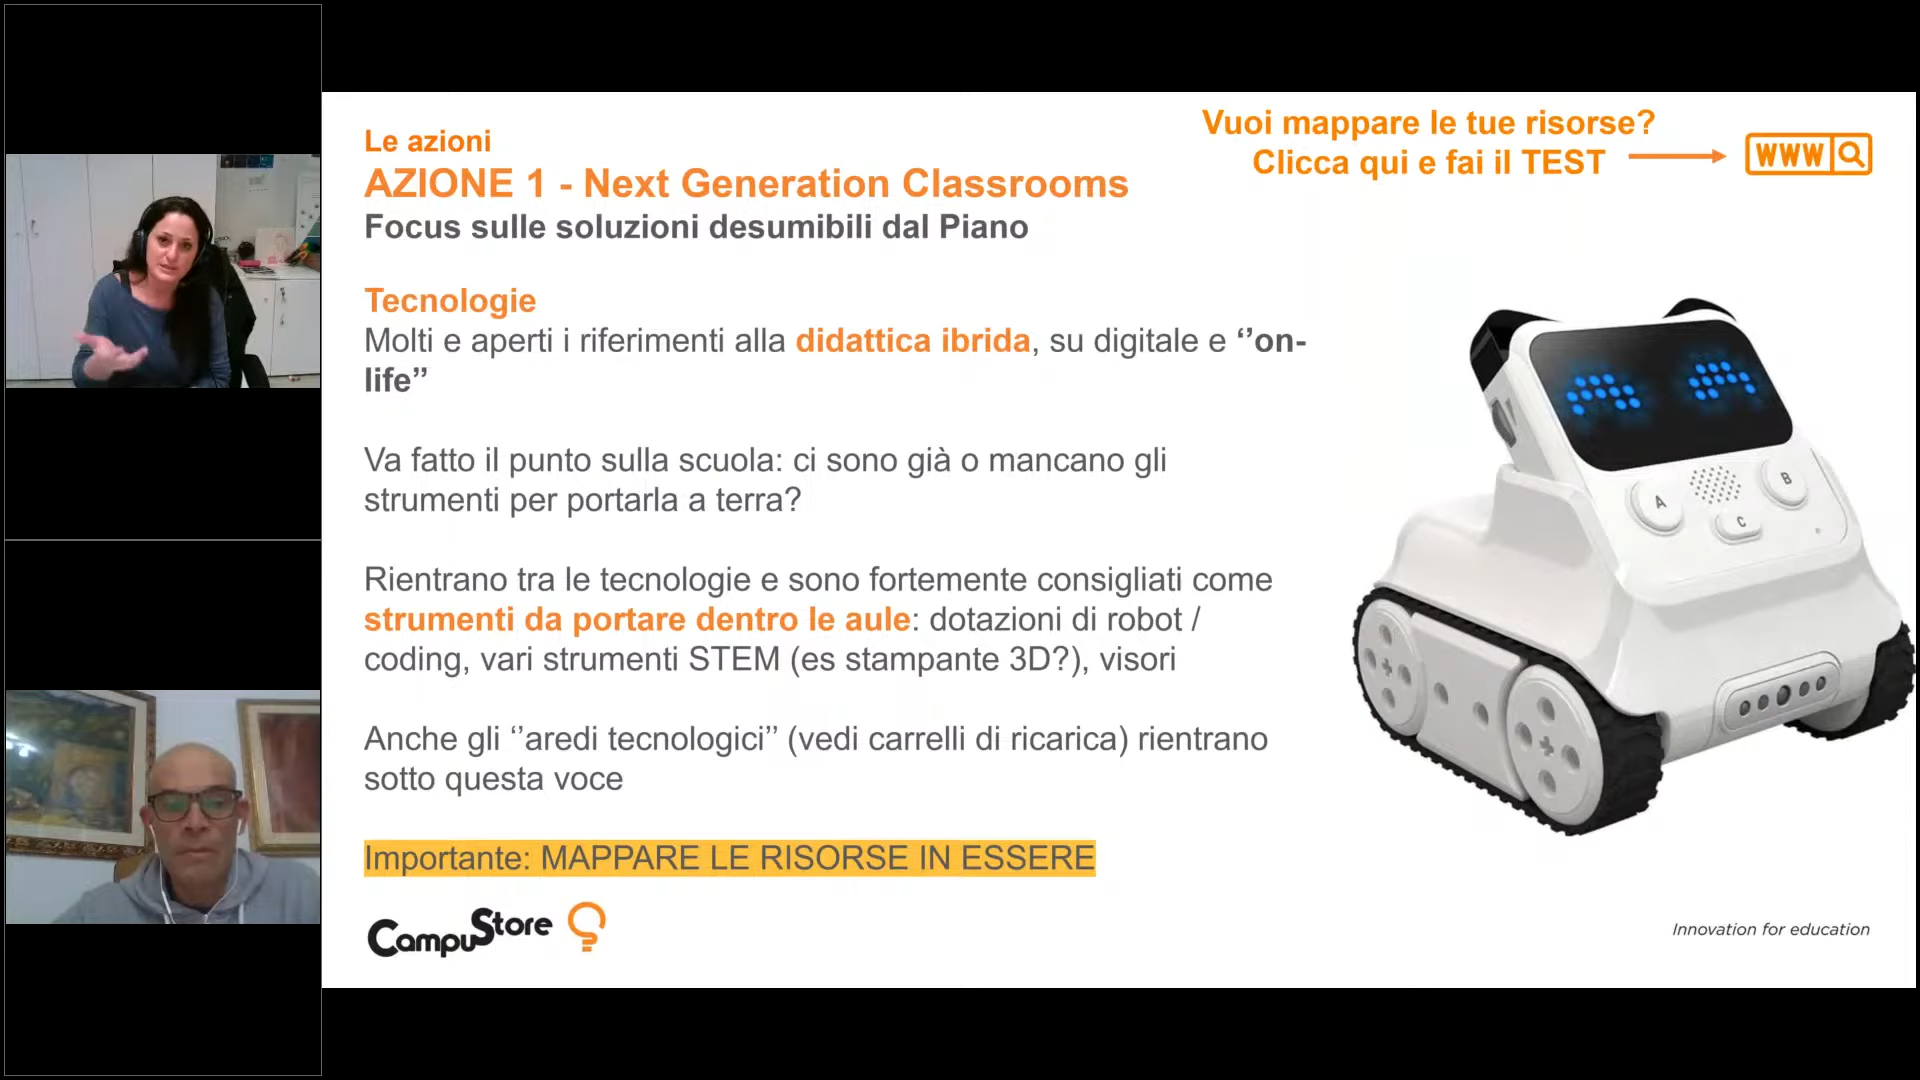 Le azioni
AZIONE 1 - Next Generation Classrooms
Focus sulle soluzioni desumibili dal Piano
Vuoi mappare le tue risorse?
Clicca qui e fai il TEST
WWW
Tecnologie
Molti e aperti i riferimenti alla didattica ibrida, su digitale e ‘’on-
life”
Va fatto il punto sulla scuola: ci sono già o mancano gli
strumenti per portarla a terra?
Rientrano tra le tecnologie e sono fortemente consigliati come
strumenti da portare dentro le aule: dotazioni di robot /
coding, vari strumenti STEM (es stampante 3D?), visori
Anche gli ‘’aredi tecnologici’’ (vedi carrelli di ricarica) rientrano
sotto questa voce
Importante: MAPPARE LE RISORSE IN ESSERE
A
B
C
CampuStore
Innovation for education